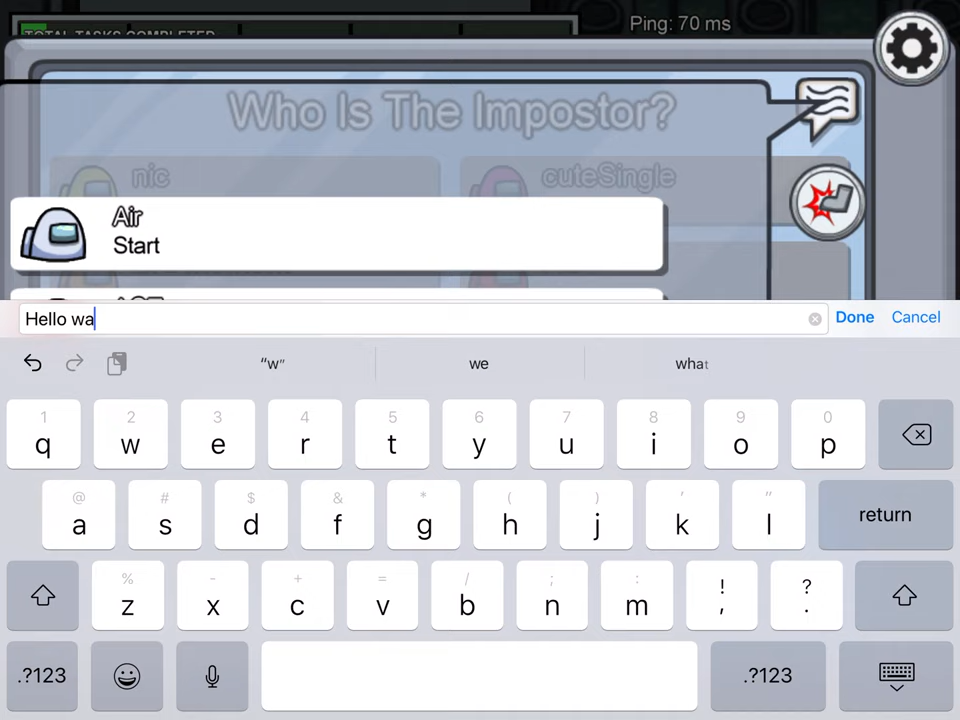 TOTAL TASKS COMPLETED
Ping: 70 ms
Who Is The Impostor?
nic
cuteSingle
Air
Start
Hello wa
Done
Cancel
“w”
we
what
1 2 3 4 5 6 7 8 9 0
q w e r t y u i o p
@ # $ & * ( ) ' "
a s d f g h j k l return
% - + = / ; : ! ?
z x c v b n m , .
.?123 .?123